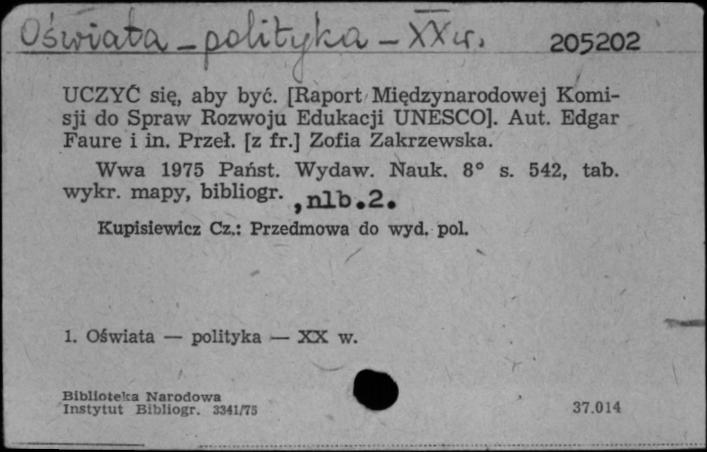 Oświata – polityka – XX w. 205202
UCZYĆ się, aby być. [Raport Międzynarodowej Komi-
sji do Spraw Rozwoju Edukacji UNESCO]. Aut. Edgar
Faure i in. Przeł. [z fr.] Zofia Zakrzewska.
Wwa 1975 Państ. Wydaw. Nauk. 8° s. 542, tab.
wykr. mapy, bibliogr. , nlb.2.
Kupisiewicz Cz.: Przedmowa do wyd. pol.
1. Oświata — polityka — XX w.
Biblioteka Narodowa
Instytut Bibliogr. 3341/75 37.014